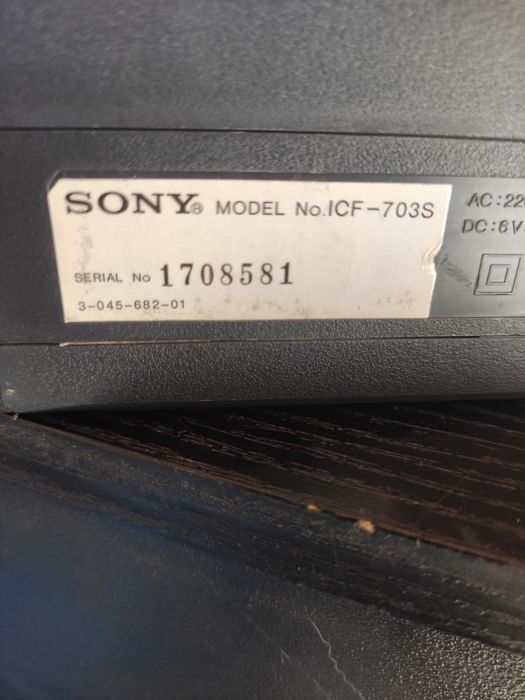 SONY® MODEL No.ICF-703S
SERIAL No 1708581
3-045-682-01
AC:22
DC:6V